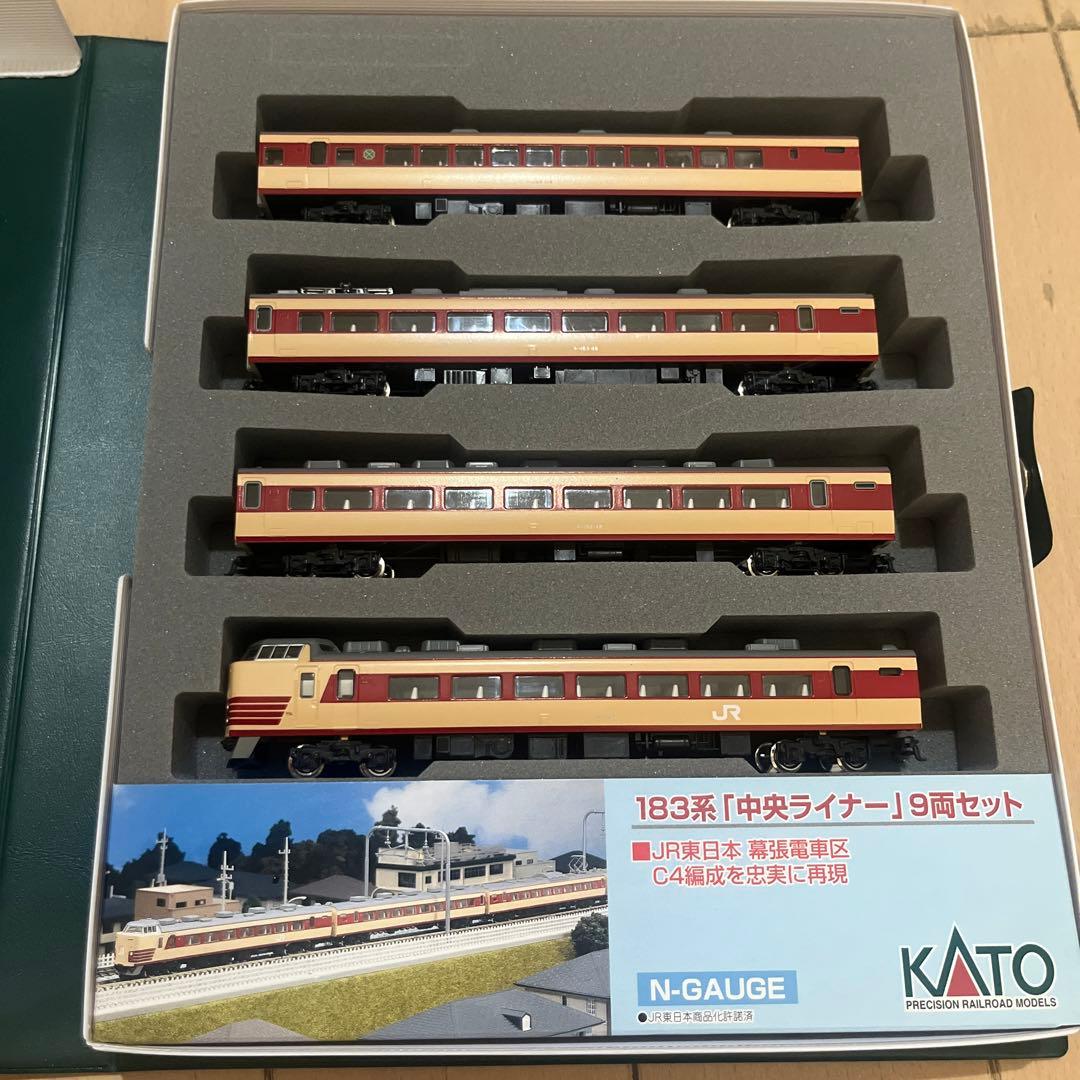 JR
183系「中央ライナー」9両セット
■JR東日本 幕張電車区
C4編成を忠実に再現
KATO
PRECISION RAILROAD MODELS
N-GAUGE
●JR東日本商品化許諾済